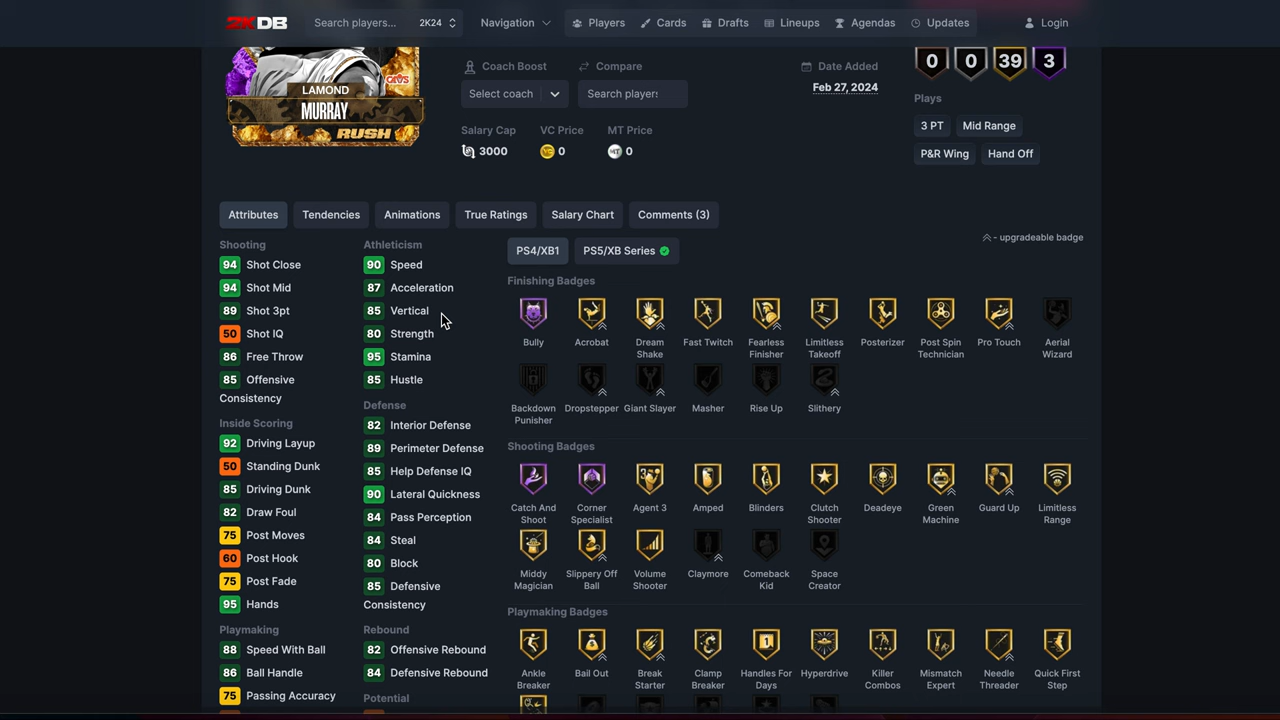 2KDB
Search players... 2K24
Navigation
Players
Cards
Drafts
Lineups
Agendas
Updates
Login
cavs
LAMOND
MURRAY
RUSH
Coach Boost
Select coach
Compare
Search players
Date Added
Feb 27, 2024
Salary Cap
3000
VC Price
0
MT Price
MT 0
0 0 39 3
Plays
3 PT
Mid Range
P&R Wing
Hand Off
Attributes
Tendencies
Animations
True Ratings
Salary Chart
Comments (3)
Shooting
94 Shot Close
94 Shot Mid
89 Shot 3pt
50 Shot IQ
86 Free Throw
85 Offensive
Consistency
Inside Scoring
92 Driving Layup
50 Standing Dunk
85 Driving Dunk
82 Draw Foul
75 Post Moves
60 Post Hook
75 Post Fade
95 Hands
Playmaking
88 Speed With Ball
86 Ball Handle
75 Passing Accuracy
Athleticism
90 Speed
87 Acceleration
85 Vertical
80 Strength
95 Stamina
85 Hustle
Defense
82 Interior Defense
89 Perimeter Defense
85 Help Defense IQ
90 Lateral Quickness
84 Pass Perception
84 Steal
80 Block
85 Defensive
Consistency
Rebound
82 Offensive Rebound
84 Defensive Rebound
Potential
PS4/XB1
PS5/XB Series
- upgradeable badge
Finishing Badges
Bully
Acrobat
Dream
Shake
Fast Twitch
Fearless
Finisher
Limitless
Takeoff
Posterizer
Post Spin
Technician
Pro Touch
Aerial
Wizard
Backdown
Punisher
Dropstepper
Giant Slayer
Masher
Rise Up
Slithery
Shooting Badges
Catch And
Shoot
Corner
Specialist
Agent 3
Amped
Blinders
Clutch
Shooter
Deadeye
Green
Machine
Guard Up
Limitless
Range
Middy
Magician
Slippery Off
Ball
Volume
Shooter
Claymore
Comeback
Kid
Space
Creator
Playmaking Badges
Ankle
Breaker
Bail Out
Break
Starter
Clamp
Breaker
1
Handles For
Days
Hyperdrive
Killer
Combos
Mismatch
Expert
Needle
Threader
Quick First
Step